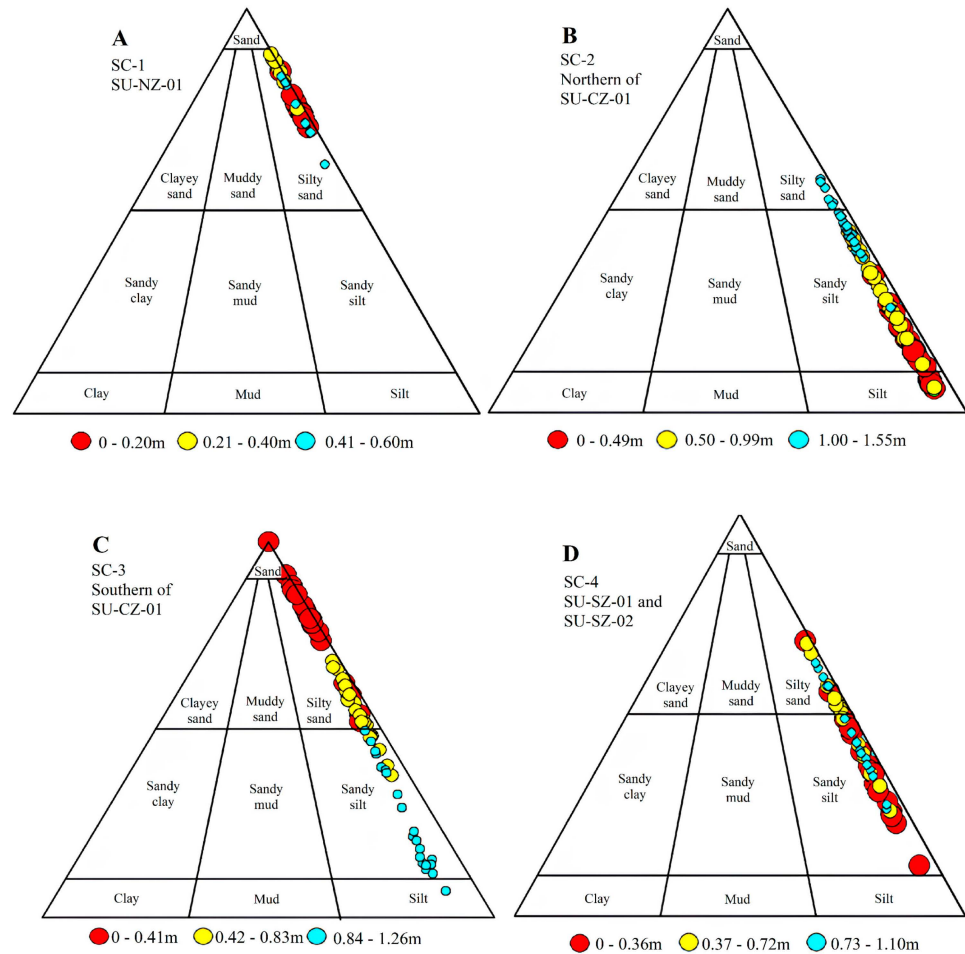 A
SC-1
SU-NZ-01
Sand
Clayey
sand
Muddy
sand
Silty
sand
Sandy
clay
Sandy
mud
Sandy
silt
Clay
Mud
Silt
0 - 0.20m
0.21 - 0.40m
0.41 - 0.60m
B
SC-2
Northern of
SU-CZ-01
Sand
Clayey
sand
Muddy
sand
Silty
sand
Sandy
clay
Sandy
mud
Sandy
silt
Clay
Mud
Silt
0 - 0.49m
0.50 - 0.99m
1.00 - 1.55m
C
SC-3
Southern of
SU-CZ-01
Sand
Clayey
sand
Muddy
sand
Silty
sand
Sandy
clay
Sandy
mud
Sandy
silt
Clay
Mud
Silt
0 - 0.41m
0.42 - 0.83m
0.84 - 1.26m
D
SC-4
SU-SZ-01 and
SU-SZ-02
Sand
Clayey
sand
Muddy
sand
Silty
sand
Sandy
clay
Sandy
mud
Sandy
silt
Clay
Mud
Silt
0 - 0.36m
0.37 - 0.72m
0.73 - 1.10m